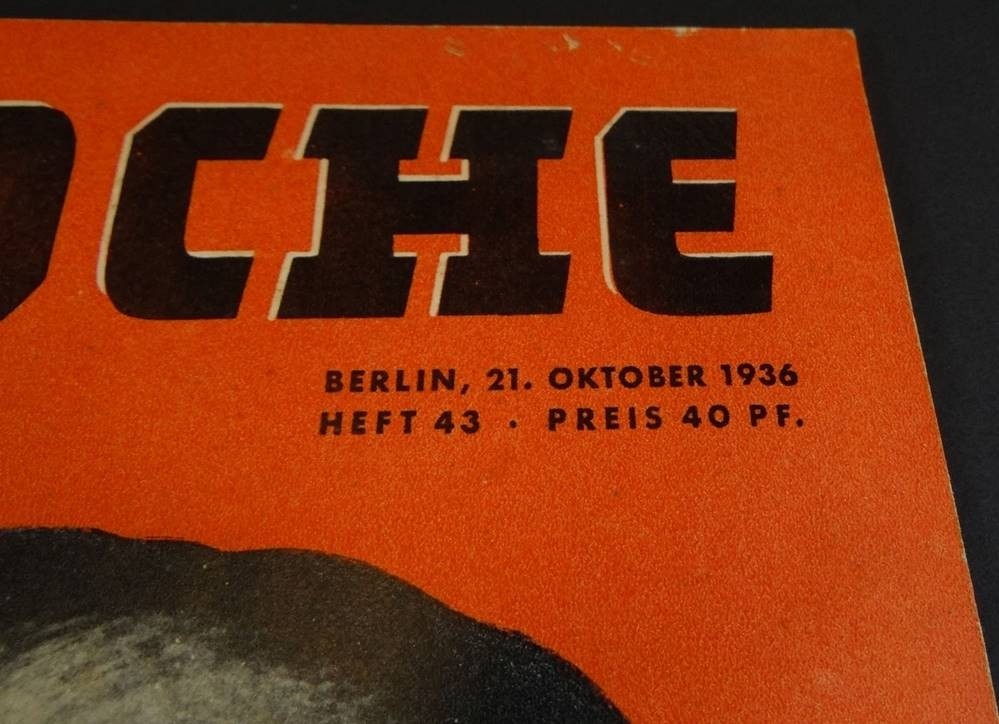 OCHE
BERLIN, 21. OKTOBER 1936
HEFT 43 · PREIS 40 PF.